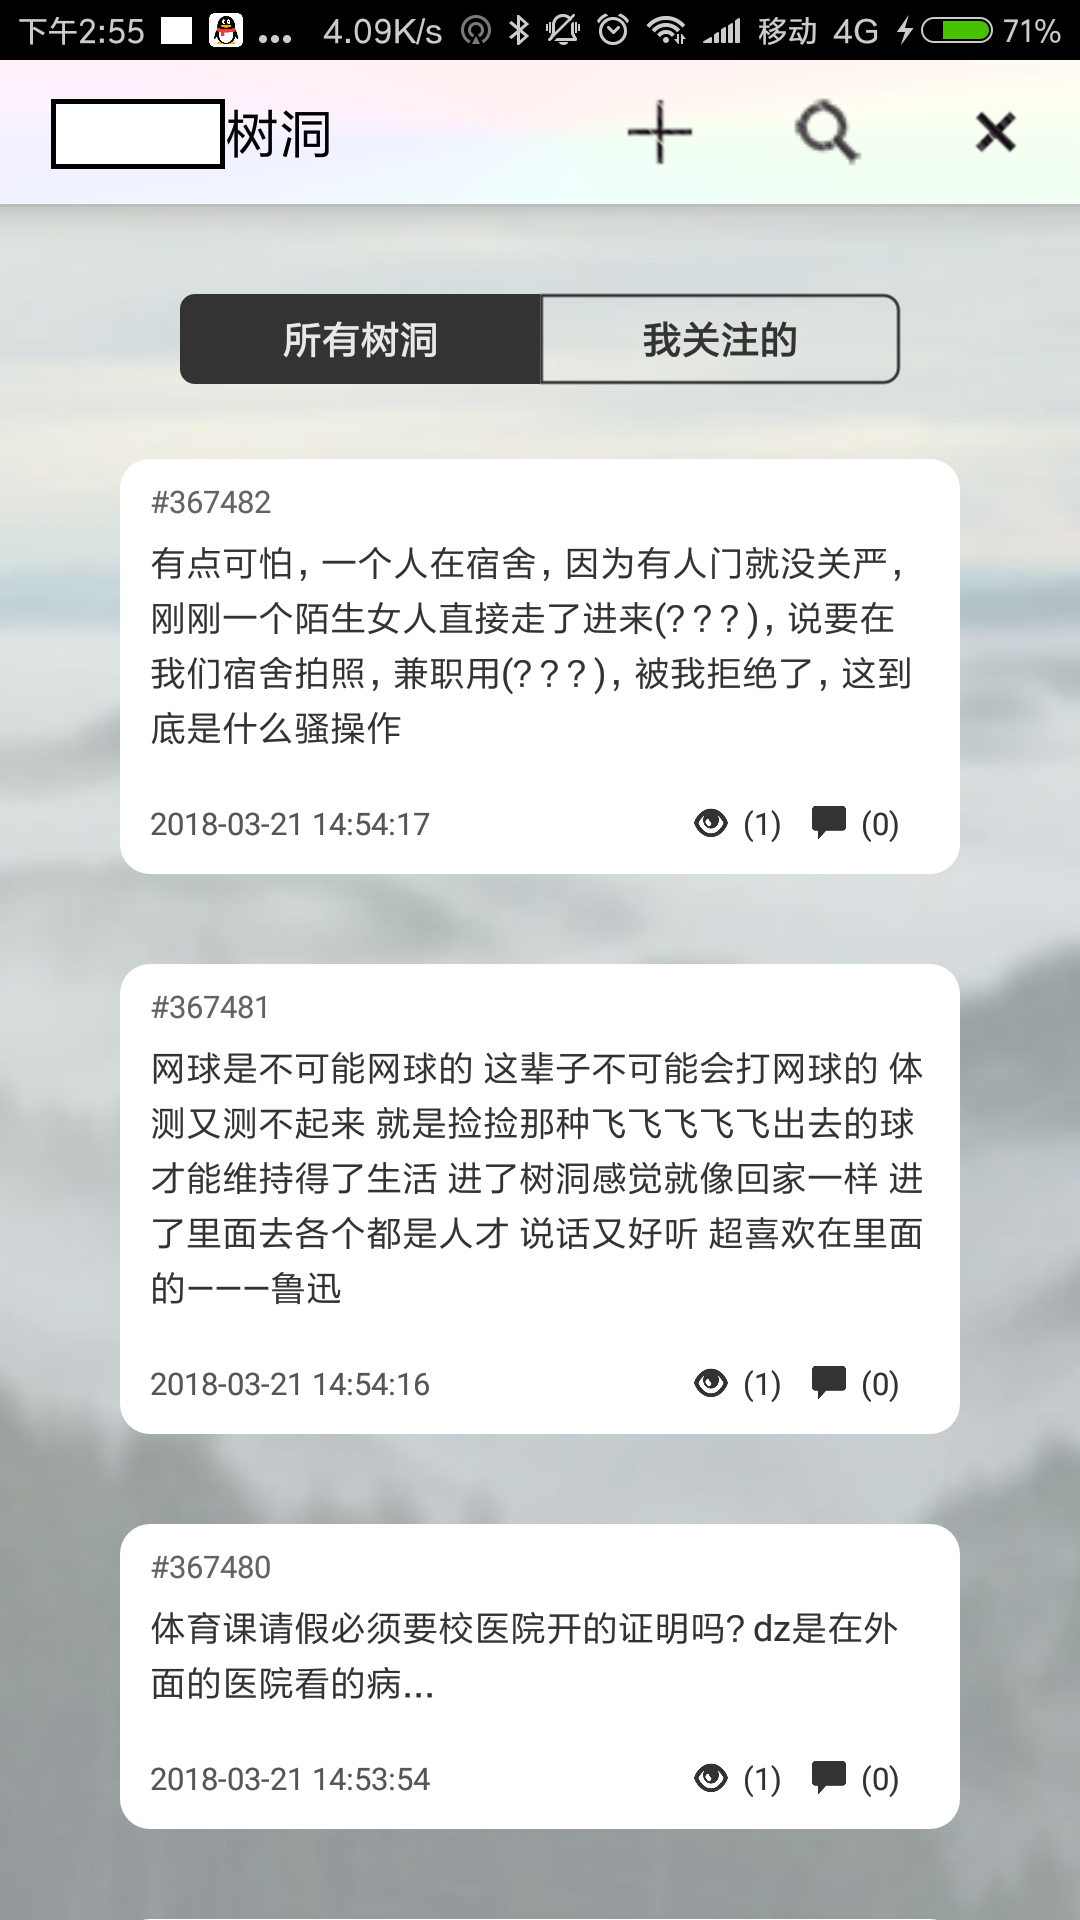 下午2:55 ... 4.09K/s 移动 4G 71%
树洞
所有树洞 我关注的
#367482
有点可怕，一个人在宿舍，因为有人门就没关严，
刚刚一个陌生女人直接走了进来(???)，说要在
我们宿舍拍照，兼职用(???)，被我拒绝了，这到
底是什么骚操作
2018-03-21 14:54:17 (1) (0)
#367481
网球是不可能网球的 这辈子不可能会打网球的 体
测又测不起来 就是捡捡那种飞飞飞飞飞出去的球
才能维持得了生活 进了树洞感觉就像回家一样 进
了里面去各个都是人才 说话又好听 超喜欢在里面
的———鲁迅
2018-03-21 14:54:16 (1) (0)
#367480
体育课请假必须要校医院开的证明吗? dz是在外
面的医院看的病...
2018-03-21 14:53:54 (1) (0)